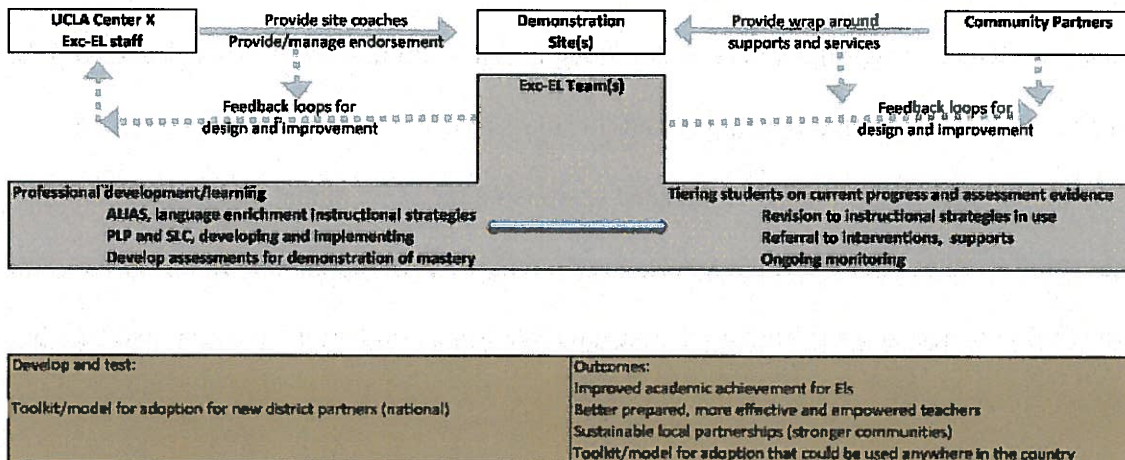 UCLA Center X
Exc-EL staff
Provide site coaches
Provide/manage endorsement
Demonstration
Site(s)
Provide wrap around
supports and services
Community Partners
Exc-EL Team(s)
Feedback loops for
design and improvement
Feedback loops for
design and improvement
Professional development/learning
ALIAS, language enrichment instructional strategies
PLP and SLC, developing and implementing
Develop assessments for demonstration of mastery
Tiering students on current progress and assessment evidence
Revision to instructional strategies in use
Referral to interventions, supports
Ongoing monitoring
Develop and test:
Toolkit/model for adoption for new district partners (national)
Outcomes:
Improved academic achievement for Els
Better prepared, more effective and empowered teachers
Sustainable local partnerships (stronger communities)
Toolkit/model for adoption that could be used anywhere in the country